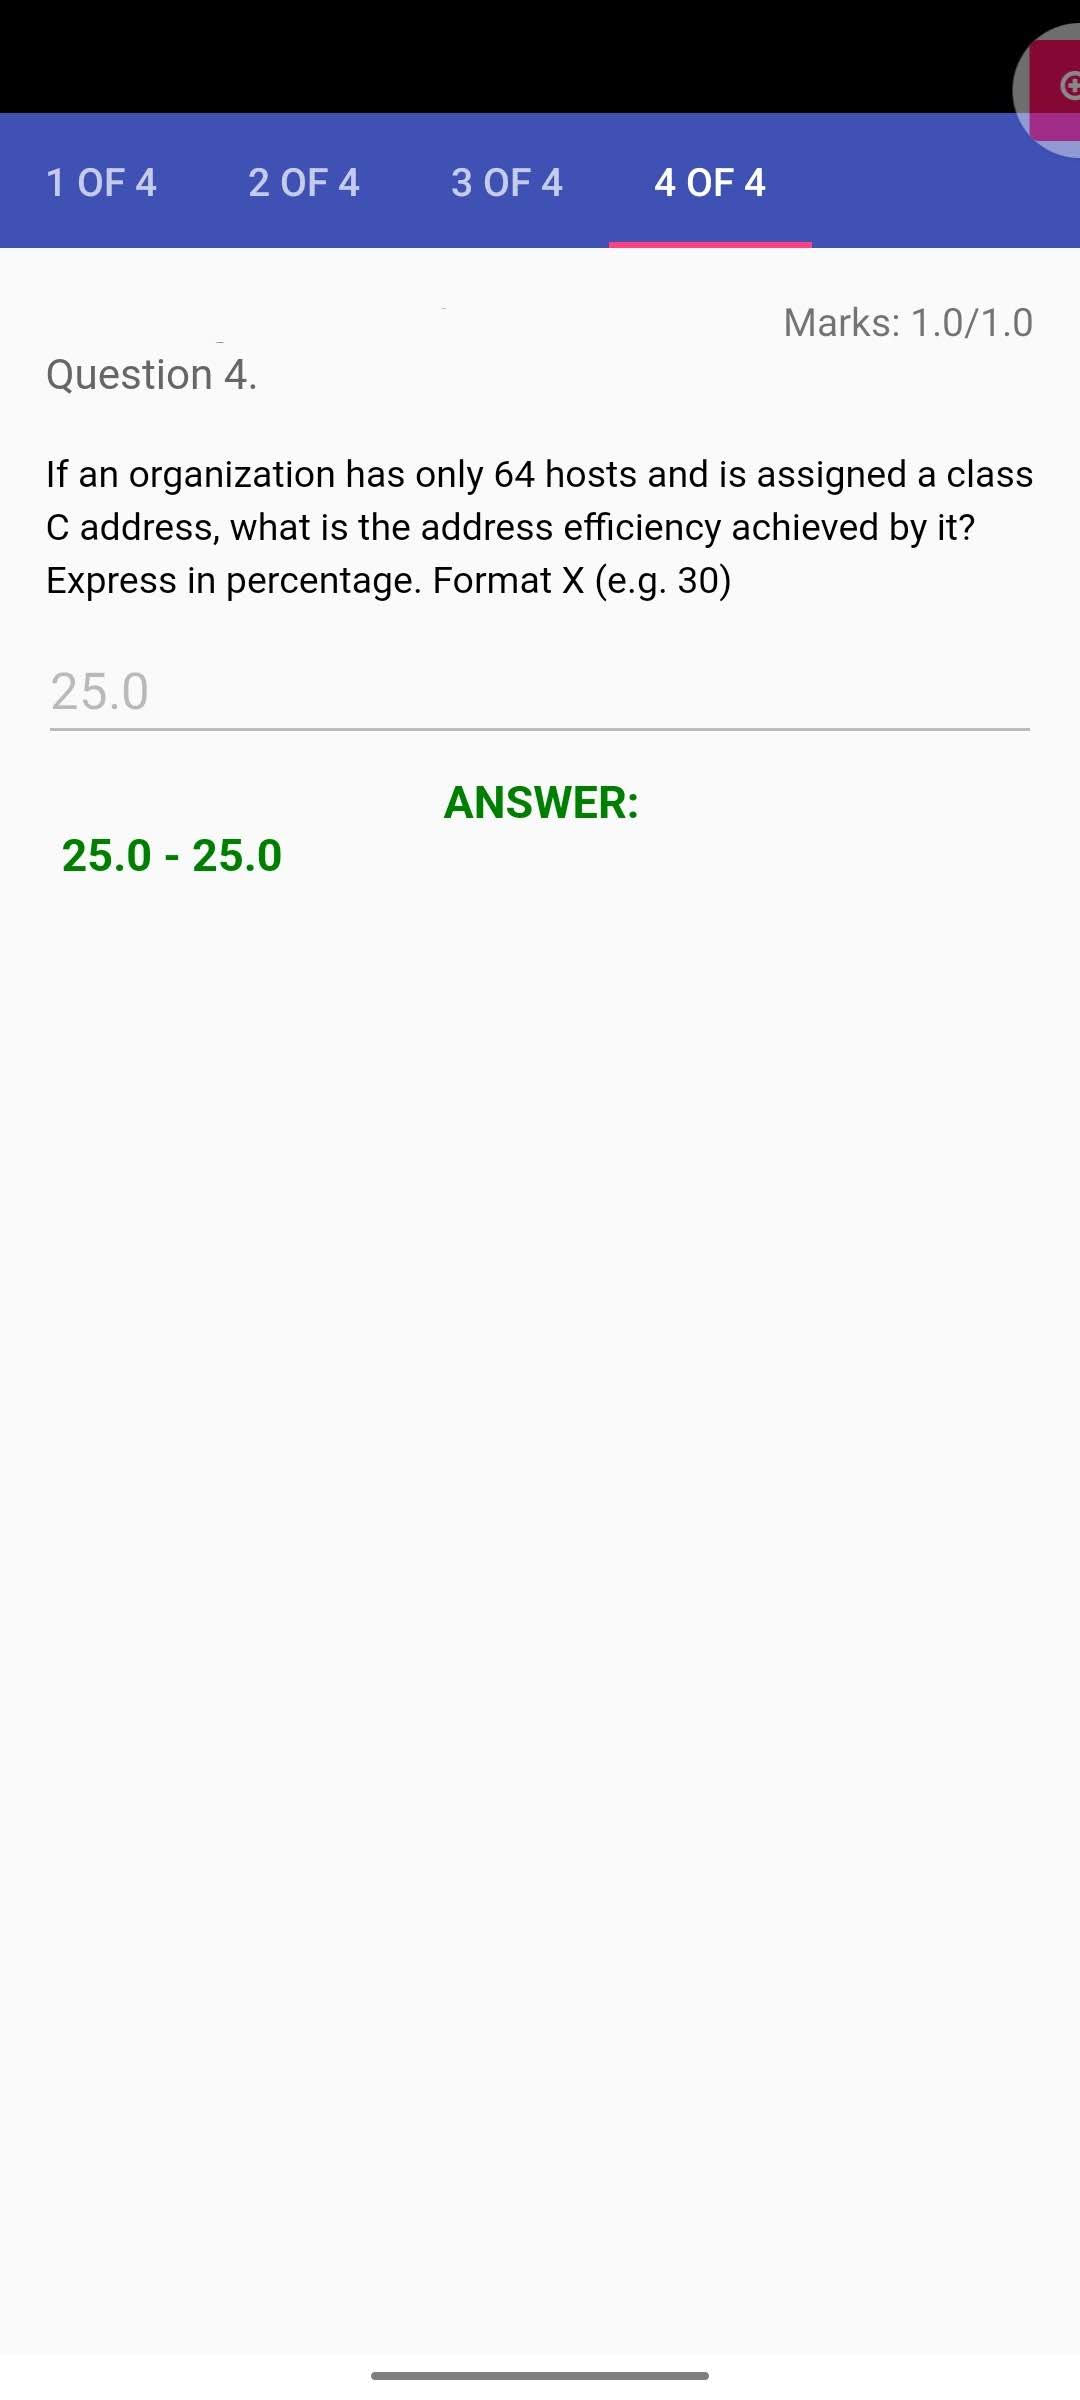 1 OF 4 2 OF 4 3 OF 4 4 OF 4
Marks: 1.0/1.0
Question 4.
If an organization has only 64 hosts and is assigned a class
C address, what is the address efficiency achieved by it?
Express in percentage. Format X (e.g. 30)
25.0
ANSWER:
25.0 - 25.0